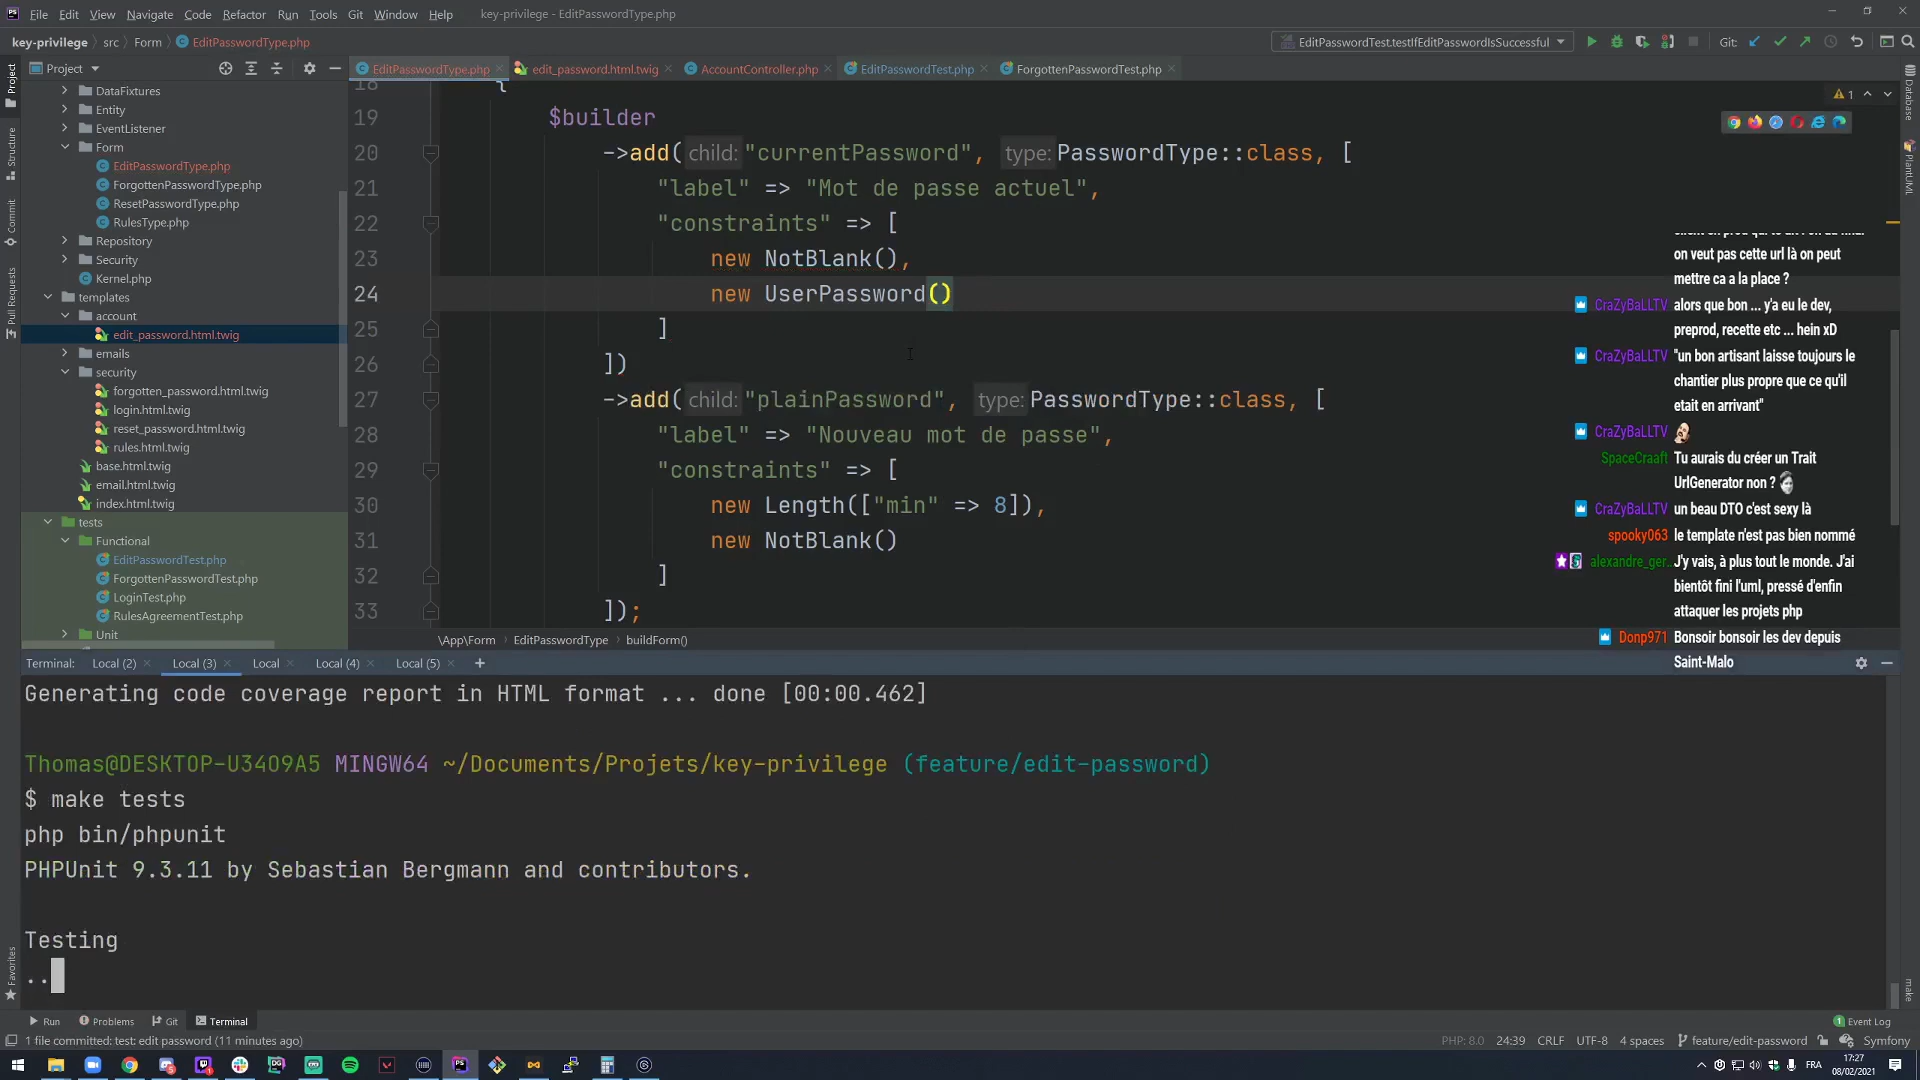 File Edit View Navigate Code Refactor Run Tools Git Window Help key-privilege - EditPasswordType.php
key-privilege src Form EditPasswordType.php EditPasswordTest.testIfEditPasswordIsSuccessful Git:
Project
EditPasswordType.php edit_password.html.twig AccountController.php EditPasswordTest.php ForgottenPasswordTest.php
DataFixtures
Entity
EventListener
Form
EditPasswordType.php
ForgottenPasswordType.php
ResetPasswordType.php
RulesType.php
Repository
Security
Kernel.php
templates
account
edit_password.html.twig
emails
security
forgotten_password.html.twig
login.html.twig
reset_password.html.twig
rules.html.twig
base.html.twig
email.html.twig
index.html.twig
tests
Functional
EditPasswordTest.php
ForgottenPasswordTest.php
LoginTest.php
RulesAgreementTest.php
Unit
Project
Structure
Commit
Pull Requests
Favorites
Database
PlantUML
make
1
18 {
19 $builder
20 ->add( child: "currentPassword", type: PasswordType::class, [
21 "label" => "Mot de passe actuel",
22 "constraints" => [
23 new NotBlank(),
24 new UserPassword()
25 ]
26 ])
27 ->add( child: "plainPassword", type: PasswordType::class, [
28 "label" => "Nouveau mot de passe",
29 "constraints" => [
30 new Length(["min" => 8]),
31 new NotBlank()
32 ]
33 ]);
\App\Form EditPasswordType buildForm()
on veut pas cette url là on peut
mettre ca a la place ?
CraZyBaLLTV alors que bon ... y'a eu le dev,
preprod, recette etc ... hein xD
CraZyBaLLTV "un bon artisant laisse toujours le
chantier plus propre que ce qu'il
etait en arrivant"
CraZyBaLLTV
SpaceCraaft Tu aurais du créer un Trait
UrlGenerator non ?
CraZyBaLLTV un beau DTO c'est sexy là
spooky063 le template n'est pas bien nommé
alexandre_ger... J'y vais, à plus tout le monde. J'ai
bientôt fini l'uml, pressé d'enfin
attaquer les projets php
Donp971 Bonsoir bonsoir les dev depuis
Saint-Malo
Terminal: Local (2) Local (3) Local Local (4) Local (5)
Generating code coverage report in HTML format ... done [00:00.462]
Thomas@DESKTOP-U34O9A5 MINGW64 ~/Documents/Projets/key-privilege (feature/edit-password)
$ make tests
php bin/phpunit
PHPUnit 9.3.11 by Sebastian Bergmann and contributors.
Testing
..
Run Problems Git Terminal Event Log
1 file committed: test: edit password (11 minutes ago) PHP: 8.0 24:39 CRLF UTF-8 4 spaces feature/edit-password Symfony
FRA 17:27
08/02/2021